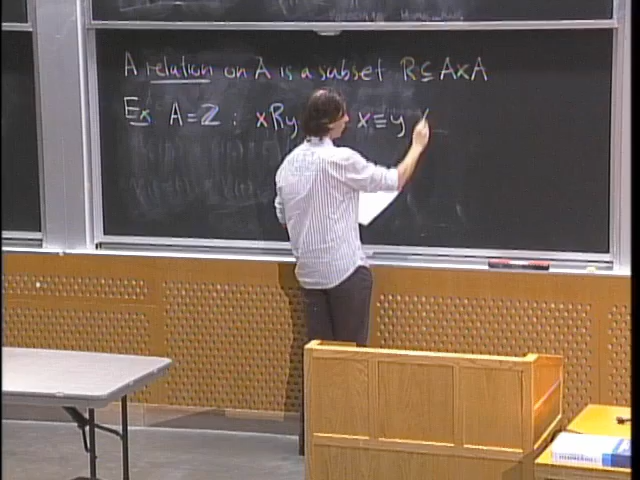 A relation on A is a subset R ⊆ A×A
Ex A = ℤ : xRy x ≡ y